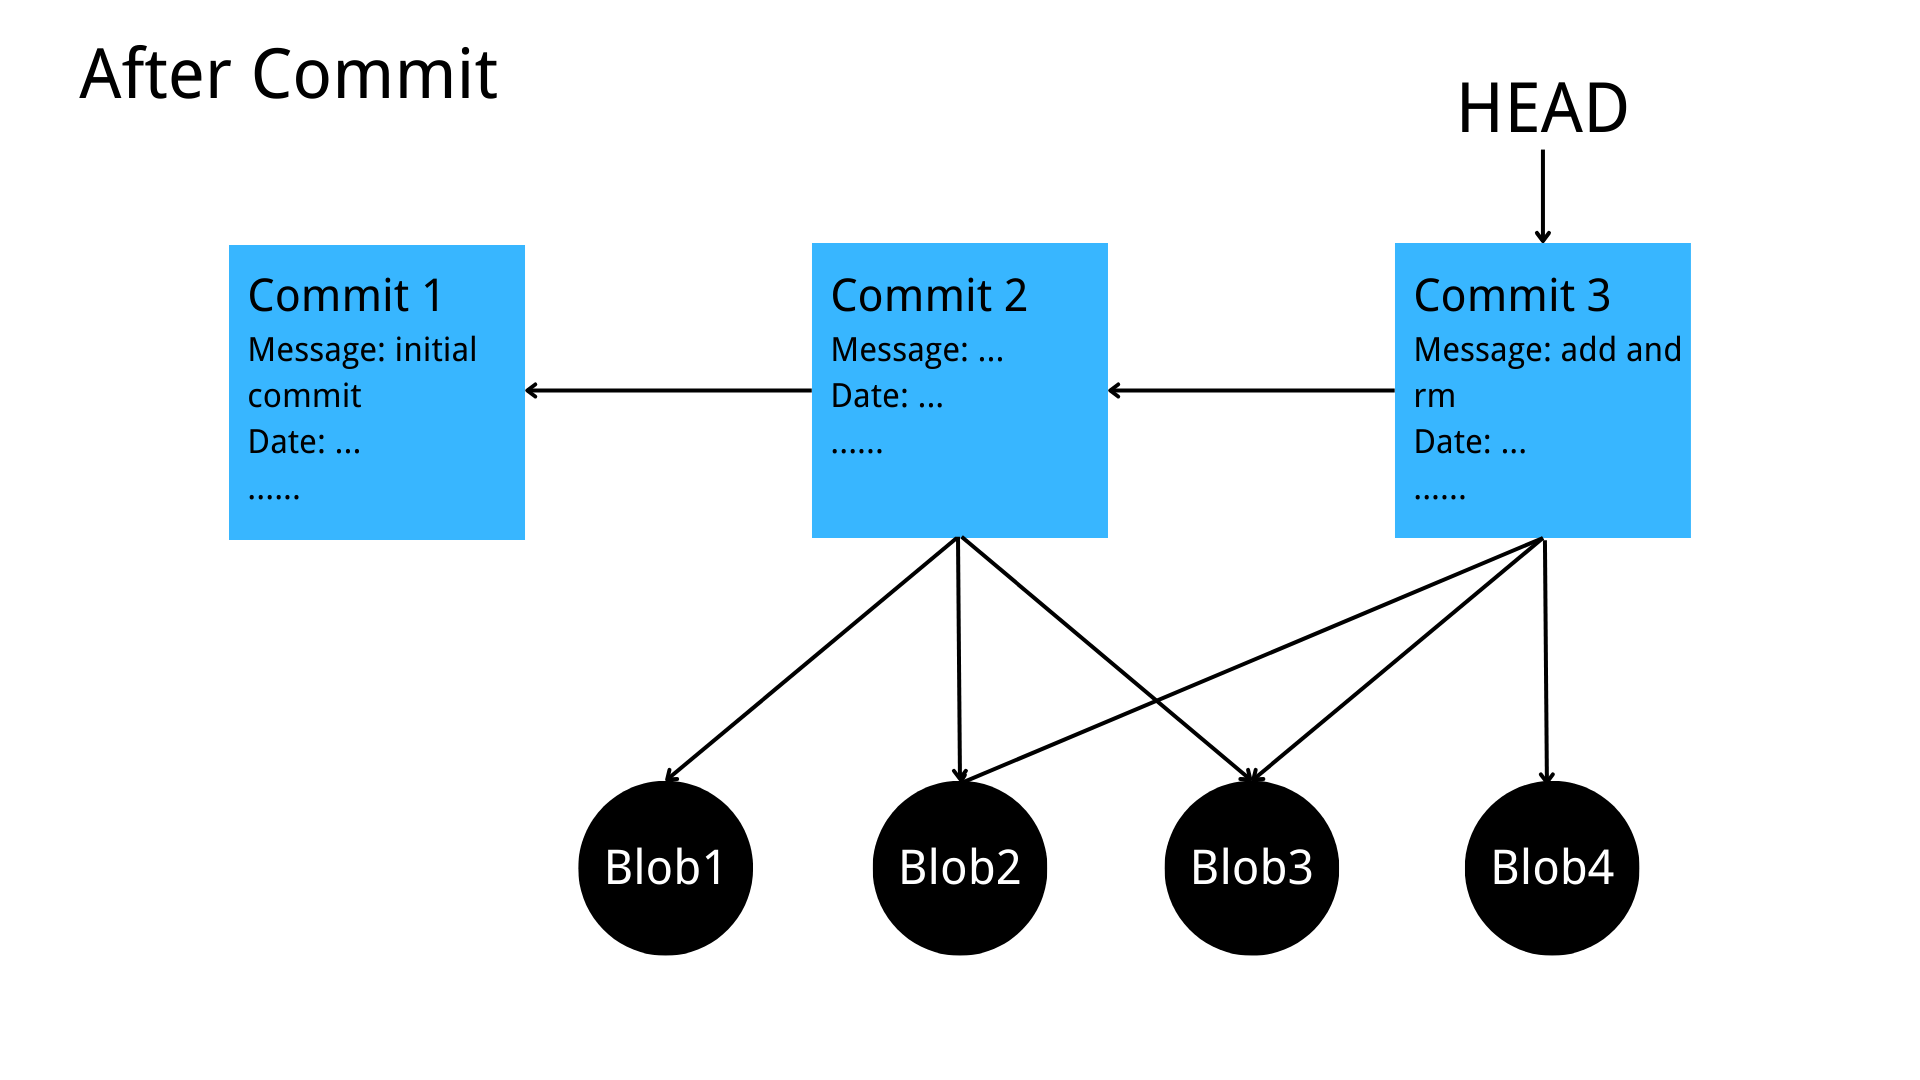 After Commit
HEAD
Commit 1
Message: initial
commit
Date: ...
......
Commit 2
Message: ...
Date: ...
......
Commit 3
Message: add and
rm
Date: ...
......
Blob1
Blob2
Blob3
Blob4